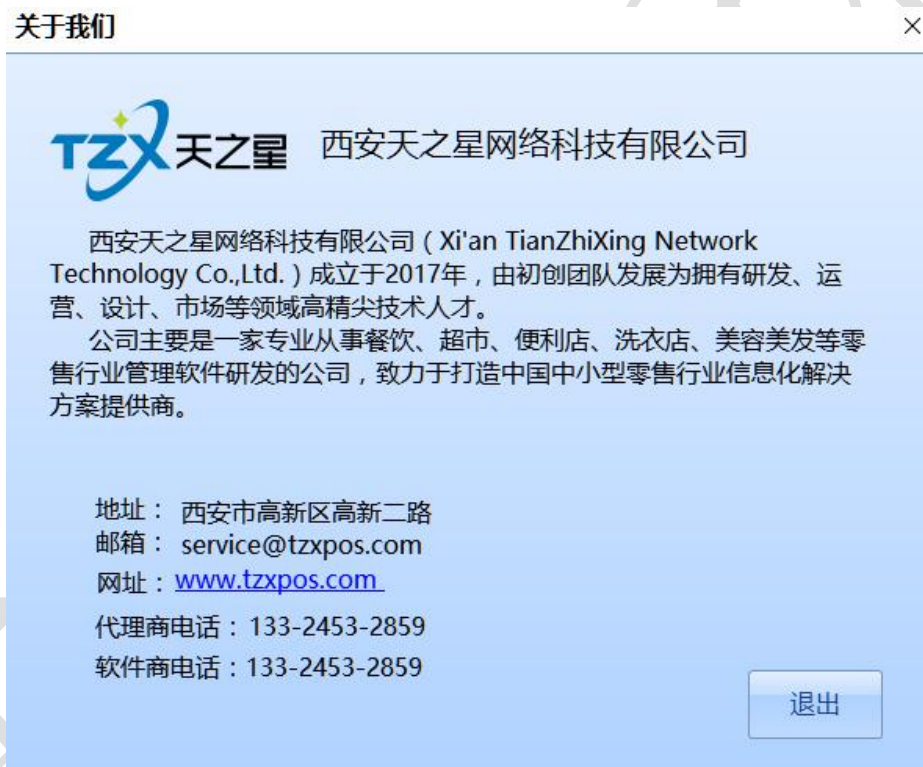 关于我们
TZX天之星 西安天之星网络科技有限公司
西安天之星网络科技有限公司（Xi'an TianZhiXing Network
Technology Co.,Ltd.）成立于2017年，由初创团队发展为拥有研发、运
营、设计、市场等领域高精尖技术人才。
公司主要是一家专业从事餐饮、超市、便利店、洗衣店、美容美发等零
售行业管理软件研发的公司，致力于打造中国中小型零售行业信息化解决
方案提供商。
地址： 西安市高新区高新二路
邮箱： service@tzxpos.com
网址：www.tzxpos.com
代理商电话：133-2453-2859
软件商电话：133-2453-2859
退出